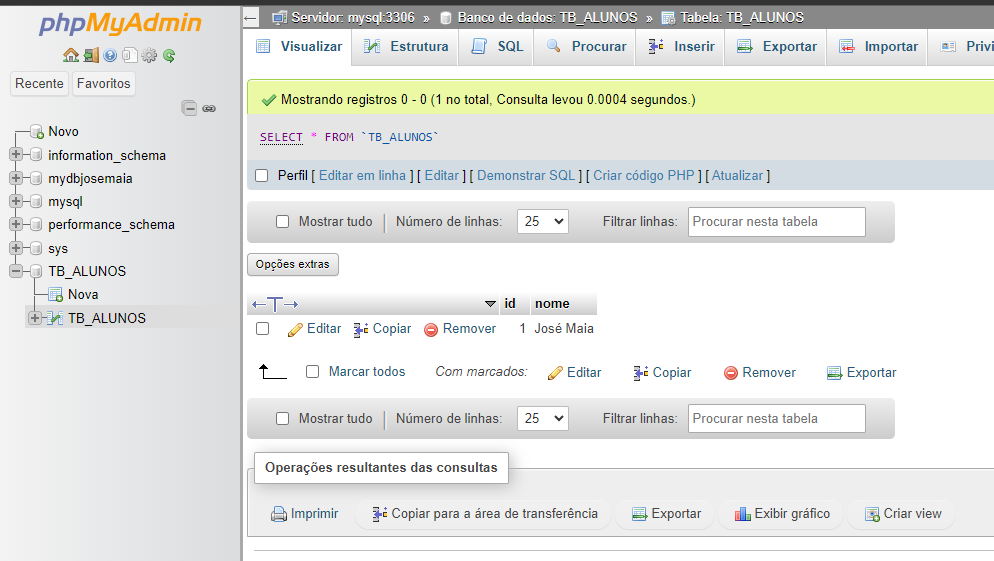 phpMyAdmin
Recente Favoritos
Novo
information_schema
mydbjosemaia
mysql
performance_schema
sys
TB_ALUNOS
Nova
TB_ALUNOS
Servidor: mysql:3306 » Banco de dados: TB_ALUNOS » Tabela: TB_ALUNOS
Visualizar Estrutura SQL Procurar Inserir Exportar Importar Privi
Mostrando registros 0 - 0 (1 no total, Consulta levou 0.0004 segundos.)
SELECT * FROM `TB_ALUNOS`
Perfil [ Editar em linha ] [ Editar ] [ Demonstrar SQL ] [ Criar código PHP ] [ Atualizar ]
Mostrar tudo | Número de linhas: 25 Filtrar linhas: Procurar nesta tabela
Opções extras
←T→ id nome
Editar Copiar Remover 1 José Maia
Marcar todos Com marcados: Editar Copiar Remover Exportar
Mostrar tudo | Número de linhas: 25 Filtrar linhas: Procurar nesta tabela
Operações resultantes das consultas
Imprimir Copiar para a área de transferência Exportar Exibir gráfico Criar view